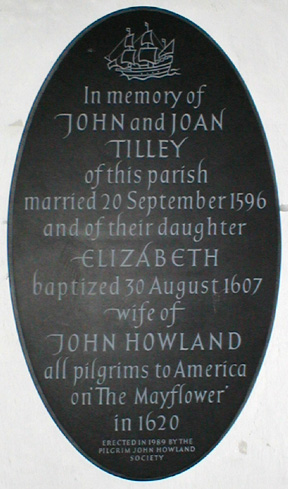 In memory of
JOHN and JOAN
TILLEY
of this parish
married 20 September 1596
and of their daughter
ELIZABETH
baptized 30 August 1607
wife of
JOHN HOWLAND
all pilgrims to America
on 'The Mayflower'
in 1620
ERECTED IN 1989 BY THE
PILGRIM JOHN HOWLAND
SOCIETY